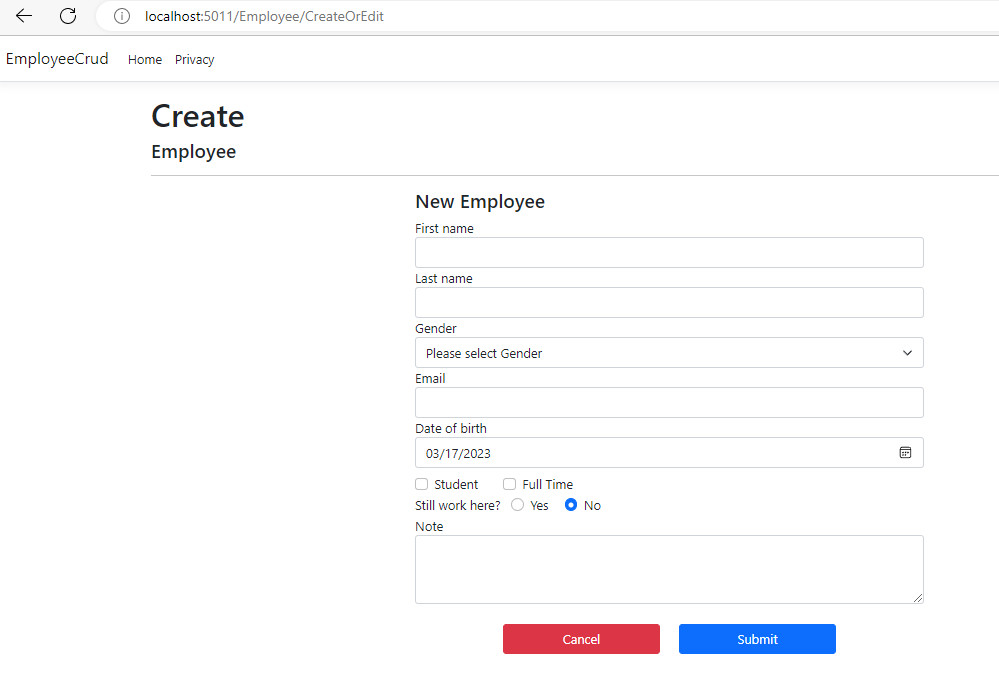 localhost:5011/Employee/CreateOrEdit
EmployeeCrud Home Privacy
Create
Employee
New Employee
First name
Last name
Gender
Please select Gender
Email
Date of birth
03/17/2023
Student Full Time
Still work here? Yes No
Note
Cancel Submit